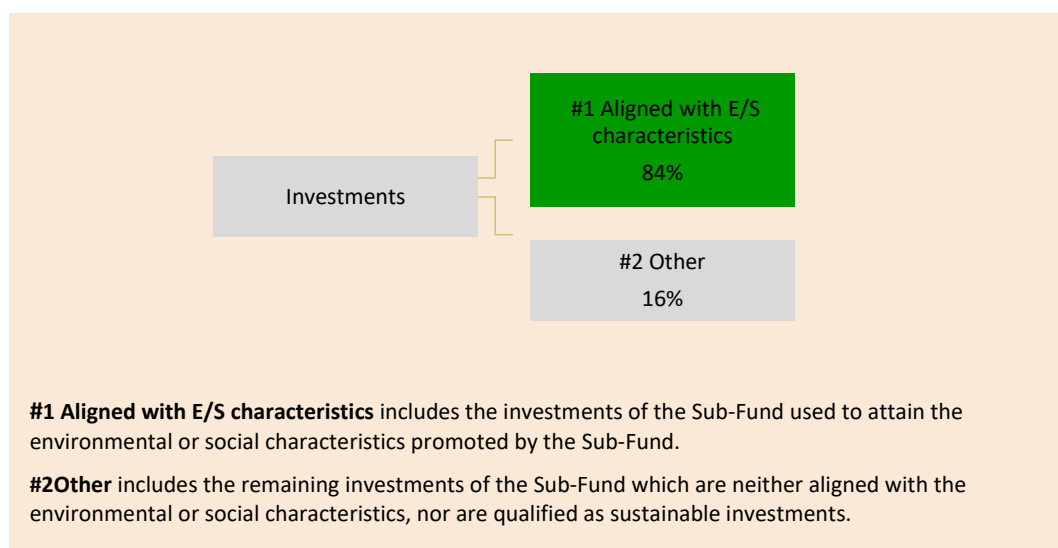 #1 Aligned with E/S
characteristics
84%
Investments
#2 Other
16%
#1 Aligned with E/S characteristics includes the investments of the Sub-Fund used to attain the
environmental or social characteristics promoted by the Sub-Fund.
#2Other includes the remaining investments of the Sub-Fund which are neither aligned with the
environmental or social characteristics, nor are qualified as sustainable investments.